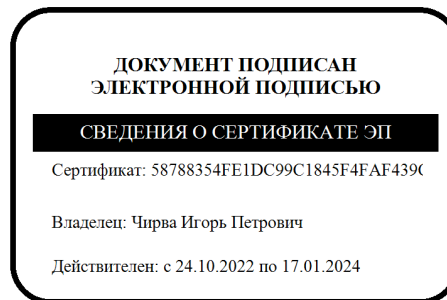 ДОКУМЕНТ ПОДПИСАН
ЭЛЕКТРОННОЙ ПОДПИСЬЮ
СВЕДЕНИЯ О СЕРТИФИКАТЕ ЭП
Сертификат: 58788354FE1DC99C1845F4FAF439
Владелец: Чирва Игорь Петрович
Действителен: с 24.10.2022 по 17.01.2024